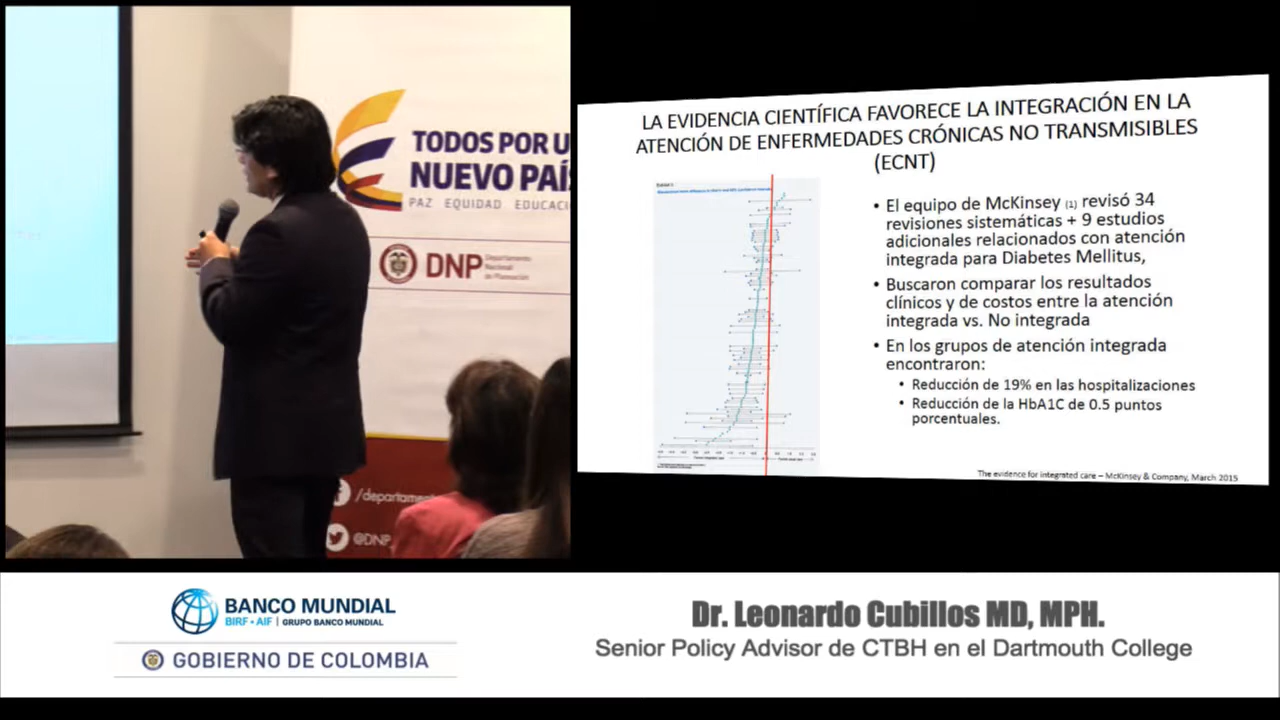 TODOS POR U
NUEVO PAÍS
PAZ EQUIDAD EDUCACI
DNP
Departamento
Nacional
de Planeación
/departame
@DNP_
LA EVIDENCIA CIENTÍFICA FAVORECE LA INTEGRACIÓN EN LA
ATENCIÓN DE ENFERMEDADES CRÓNICAS NO TRANSMISIBLES
(ECNT)
• El equipo de McKinsey (1) revisó 34
revisiones sistemáticas + 9 estudios
adicionales relacionados con atención
integrada para Diabetes Mellitus,
• Buscaron comparar los resultados
clínicos y de costos entre la atención
integrada vs. No integrada
• En los grupos de atención integrada
encontraron:
• Reducción de 19% en las hospitalizaciones
• Reducción de la HbA1C de 0.5 puntos
porcentuales.
The evidence for integrated care – McKinsey & Company, March 2015
BANCO MUNDIAL
BIRF • AIF | GRUPO BANCO MUNDIAL
GOBIERNO DE COLOMBIA
Dr. Leonardo Cubillos MD, MPH.
Senior Policy Advisor de CTBH en el Dartmouth College